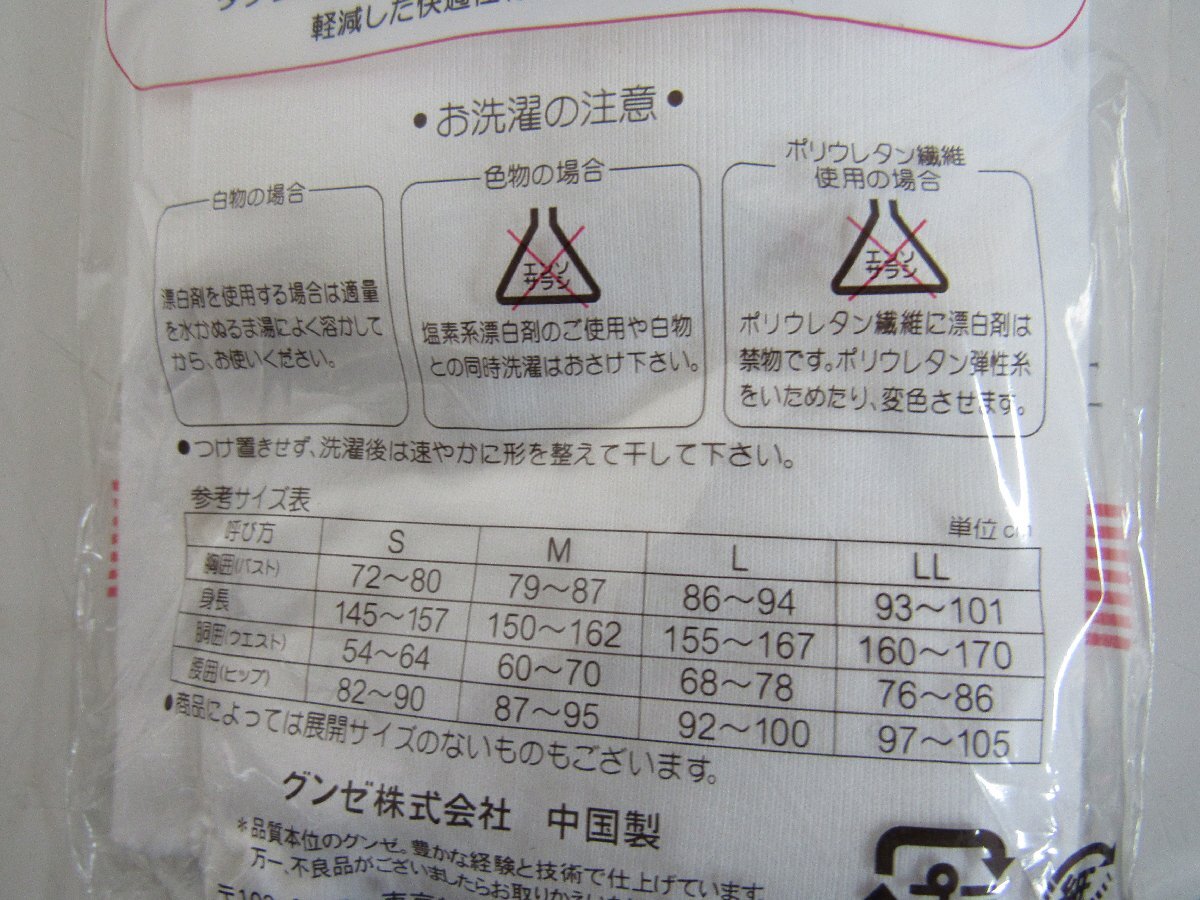 軽減した快適性
•お洗濯の注意•
白物の場合
漂白剤を使用する場合は適量
を水かぬるま湯によく溶かして
から、お使いください。
色物の場合
エンソ
サラシ
塩素系漂白剤のご使用や白物
との同時洗濯はおさけ下さい。
ポリウレタン繊維
使用の場合
エンソ
サラシ
ポリウレタン繊維に漂白剤は
禁物です。ポリウレタン弾性糸
をいためたり、変色させます。
●つけ置きせず、洗濯後は速やかに形を整えて干して下さい。
参考サイズ表
単位cm
呼び方 S M L LL
胸囲(バスト) 72〜80 79〜87 86〜94 93〜101
身長 145〜157 150〜162 155〜167 160〜170
胴囲(ウエスト) 54〜64 60〜70 68〜78 76〜86
腰囲(ヒップ) 82〜90 87〜95 92〜100 97〜105
●商品によっては展開サイズのないものもございます。
グンゼ株式会社 中国製
*品質本位のグンゼ。豊かな経験と技術で仕上げています
万一、不良品がございましたらお取りかえい
紙